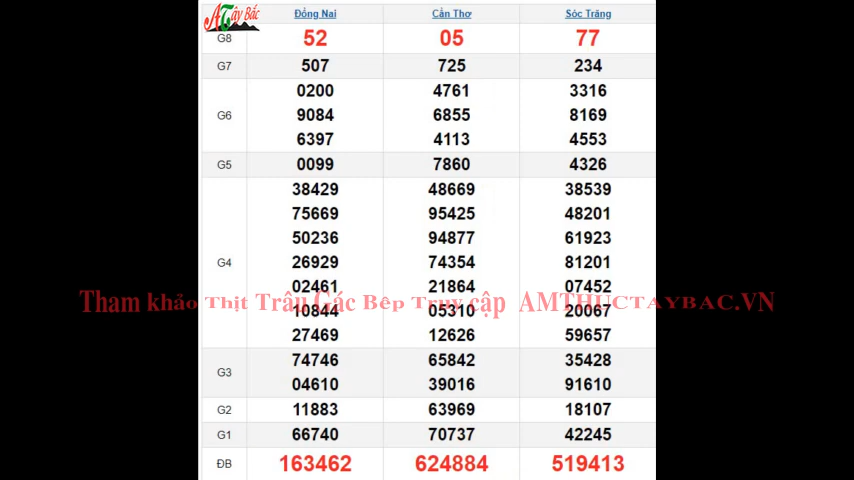 ATây Bắc
Đồng Nai Cần Thơ Sóc Trăng
G8 52 05 77
G7 507 725 234
0200 4761 3316
G6 9084 6855 8169
6397 4113 4553
G5 0099 7860 4326
38429 48669 38539
75669 95425 48201
50236 94877 61923
G4 26929 74354 81201
02461 21864 07452
Tham khảo Thịt Trâu Gác Bếp Truy cập AMTHUCTAYBAC.VN
10844 05310 20067
27469 12626 59657
74746 65842 35428
G3
04610 39016 91610
G2 11883 63969 18107
G1 66740 70737 42245
ĐB 163462 624884 519413